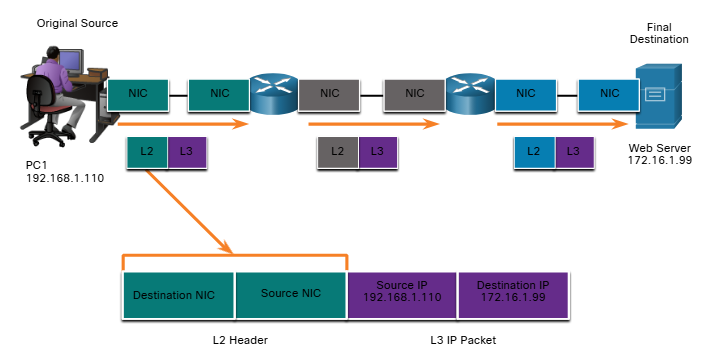 Original Source
Final
Destination
NIC
NIC
NIC
NIC
NIC
NIC
L2
L3
L2
L3
L2
L3
PC1
192.168.1.110
Web Server
172.16.1.99
Destination NIC
Source NIC
Source IP
192.168.1.110
Destination IP
172.16.1.99
L2 Header
L3 IP Packet